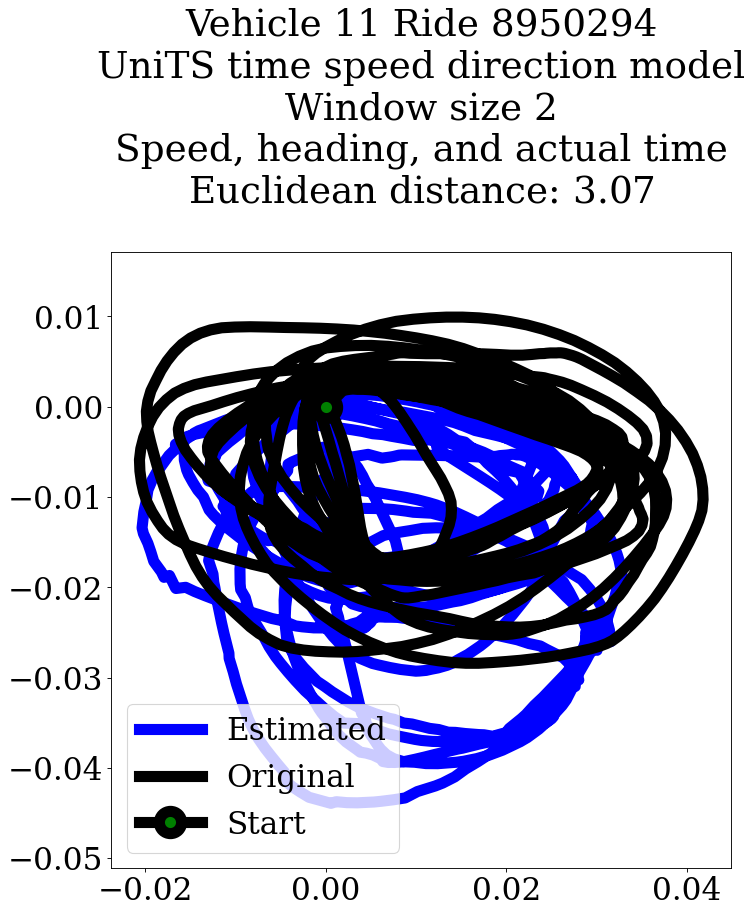 Vehicle 11 Ride 8950294
UniTS time speed direction model
Window size 2
Speed, heading, and actual time
Euclidean distance: 3.07
0.01
0.00
−0.01
−0.02
−0.03
−0.04
−0.05
Estimated
Original
Start
−0.02 0.00 0.02 0.04